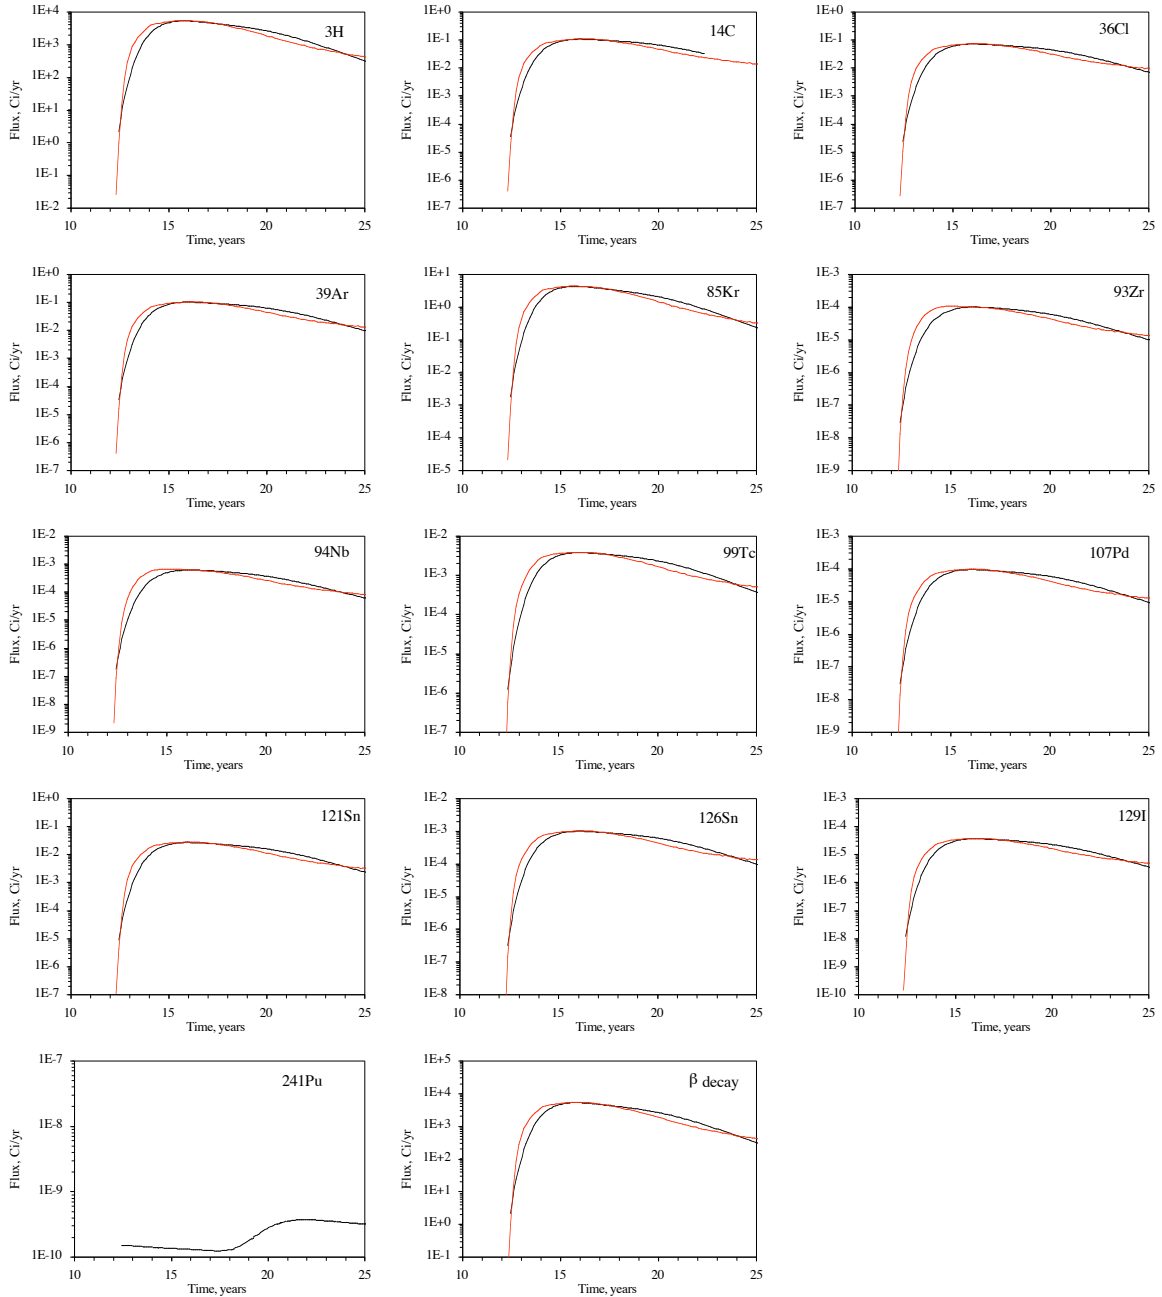 1E+4
1E+3
1E+2
1E+1
1E+0
1E-1
1E-2
Flux, Ci/yr
3H
10 15 20 25
Time, years
1E+0
1E-1
1E-2
1E-3
1E-4
1E-5
1E-6
1E-7
Flux, Ci/yr
14C
10 15 20 25
Time, years
1E+0
1E-1
1E-2
1E-3
1E-4
1E-5
1E-6
1E-7
Flux, Ci/yr
36Cl
10 15 20 25
Time, years
1E+0
1E-1
1E-2
1E-3
1E-4
1E-5
1E-6
1E-7
Flux, Ci/yr
39Ar
10 15 20 25
Time, years
1E+1
1E+0
1E-1
1E-2
1E-3
1E-4
1E-5
Flux, Ci/yr
85Kr
10 15 20 25
Time, years
1E-3
1E-4
1E-5
1E-6
1E-7
1E-8
1E-9
Flux, Ci/yr
93Zr
10 15 20 25
Time, years
1E-2
1E-3
1E-4
1E-5
1E-6
1E-7
1E-8
1E-9
Flux, Ci/yr
94Nb
10 15 20 25
Time, years
1E-2
1E-3
1E-4
1E-5
1E-6
1E-7
Flux, Ci/yr
99Tc
10 15 20 25
Time, years
1E-3
1E-4
1E-5
1E-6
1E-7
1E-8
1E-9
Flux, Ci/yr
107Pd
10 15 20 25
Time, years
1E+0
1E-1
1E-2
1E-3
1E-4
1E-5
1E-6
1E-7
Flux, Ci/yr
121Sn
10 15 20 25
Time, years
1E-2
1E-3
1E-4
1E-5
1E-6
1E-7
1E-8
Flux, Ci/yr
126Sn
10 15 20 25
Time, years
1E-3
1E-4
1E-5
1E-6
1E-7
1E-8
1E-9
1E-10
Flux, Ci/yr
129I
10 15 20 25
Time, years
1E-7
1E-8
1E-9
1E-10
Flux, Ci/yr
241Pu
10 15 20 25
Time, years
1E+5
1E+4
1E+3
1E+2
1E+1
1E+0
1E-1
Flux, Ci/yr
β decay
10 15 20 25
Time, years